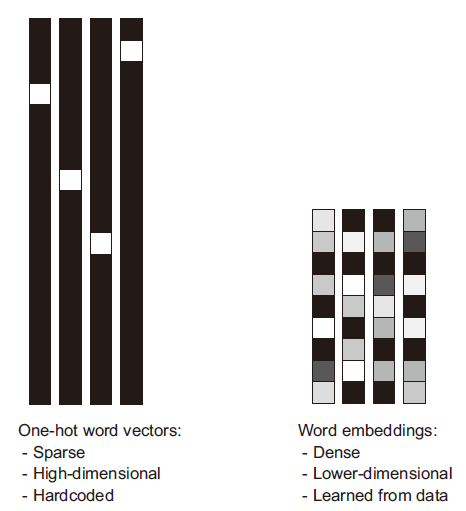 One-hot word vectors:
- Sparse
- High-dimensional
- Hardcoded
Word embeddings:
- Dense
- Lower-dimensional
- Learned from data